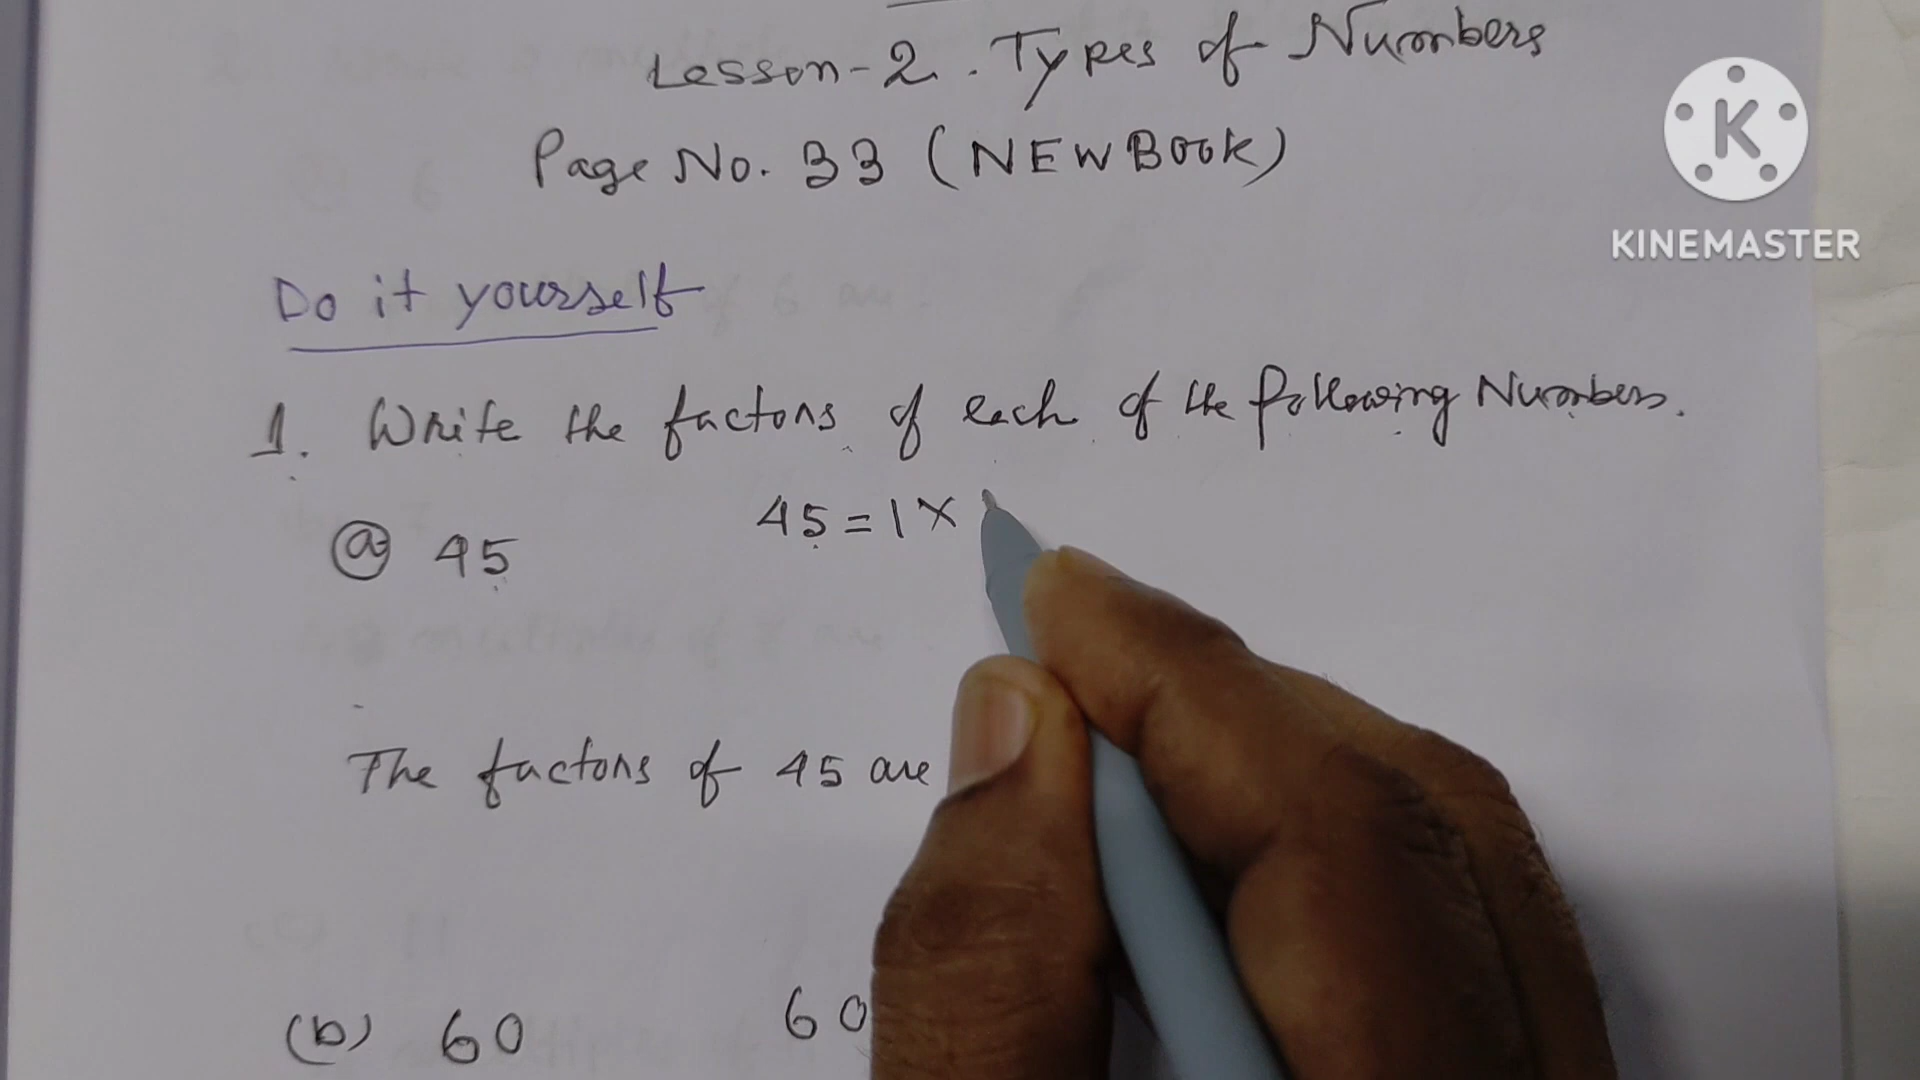 Lesson-2. Types of Numbers
Page No. 33 (NEW BOOK)
K
KINEMASTER
Do it yourself
1. Write the factors of each of the following Numbers.
(a) 45 45 = 1 ×
The factors of 45 are
(b) 60 60